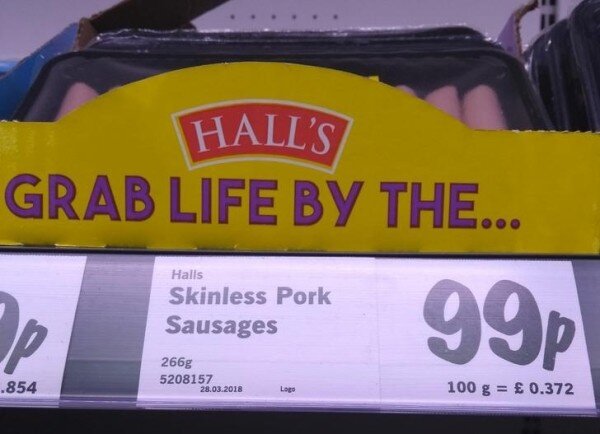 HALL'S
GRAB LIFE BY THE...
Halls
Skinless Pork
Sausages
266g
5208157
28.03.2018 Logo
99p
100 g = £ 0.372
p
.854